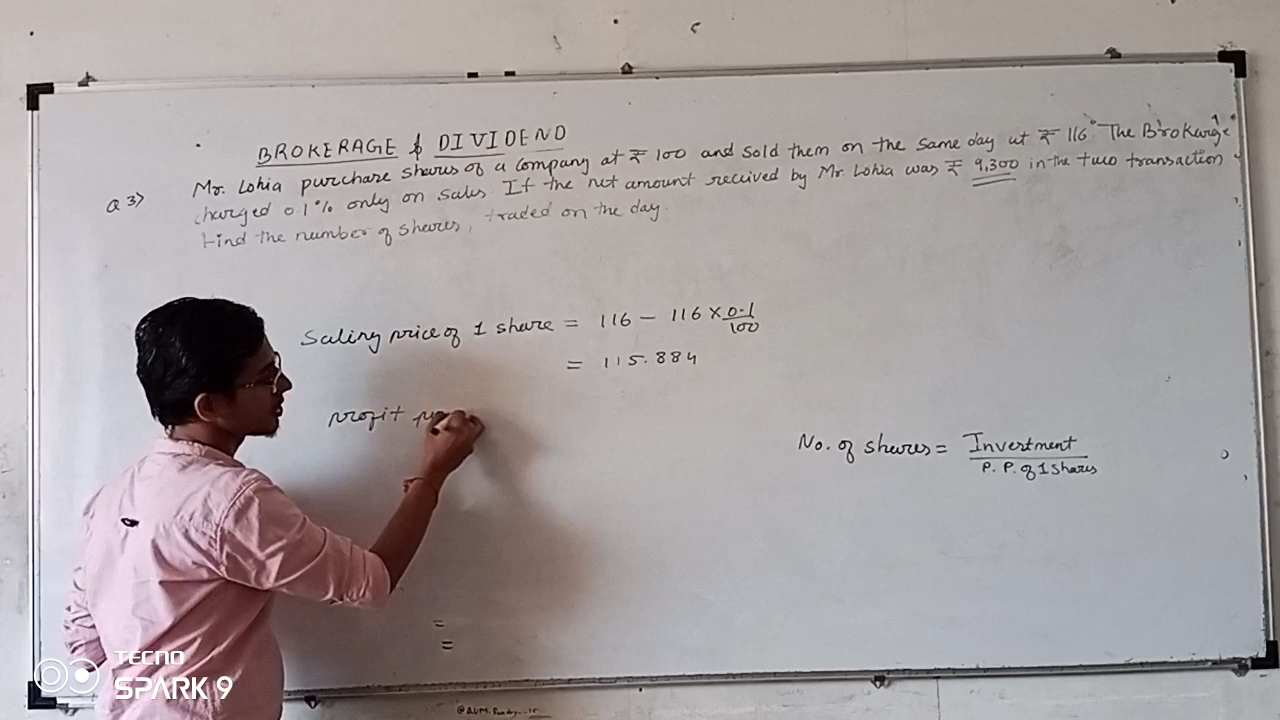 BROKERAGE & DIVIDEND
Q 3) Mr. Lohia purchase shares of a company at ₹ 100 and sold them on the same day at ₹ 116. The Brokerage
charged 0.1% only on sales. If the net amount received by Mr. Lohia was ₹ 9,300 in the two transaction.
Find the number of shares, traded on the day.
Saling price of 1 share = 116 - 116 × 0.1/100
= 115.884
profit
No. of shares = Investment
P. P. of 1 shares
=
=
TECNO
SPARK 9